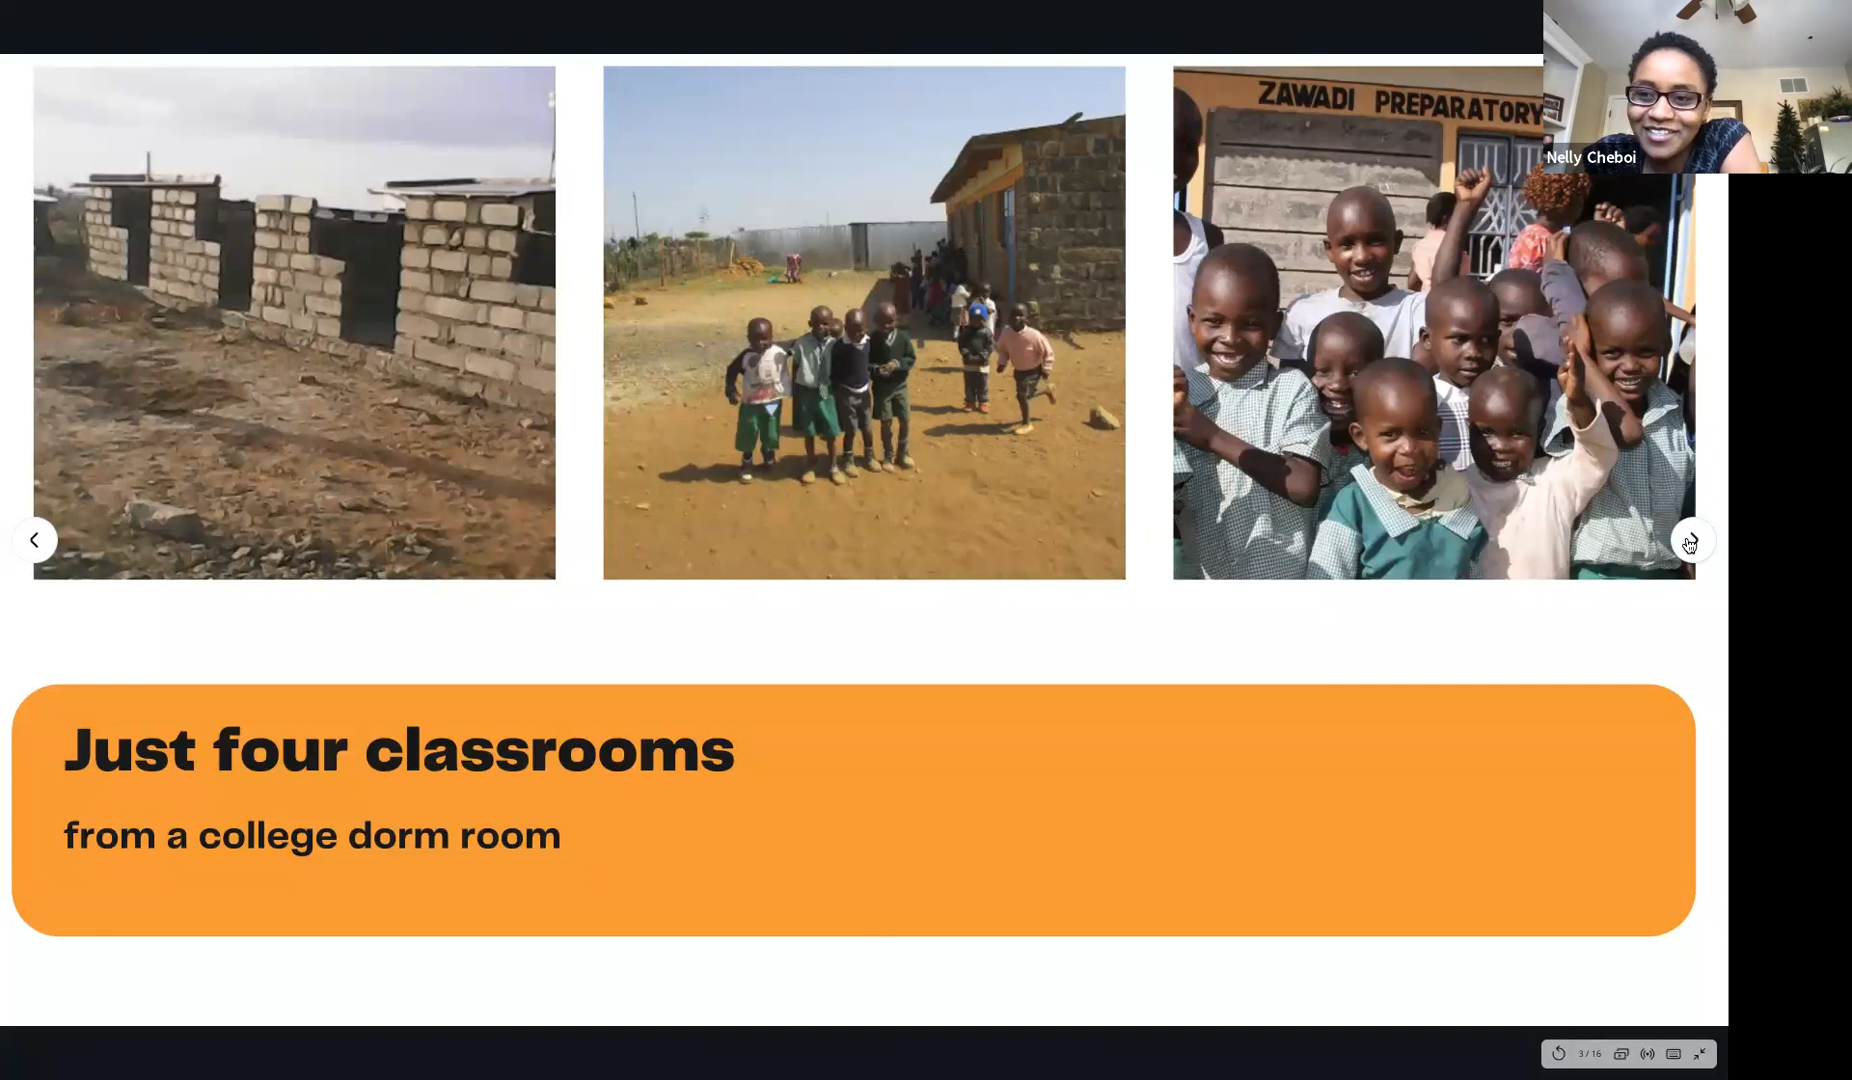 ZAWADI PREPARATORY
Nelly Cheboi
Just four classrooms
from a college dorm room
3 / 16